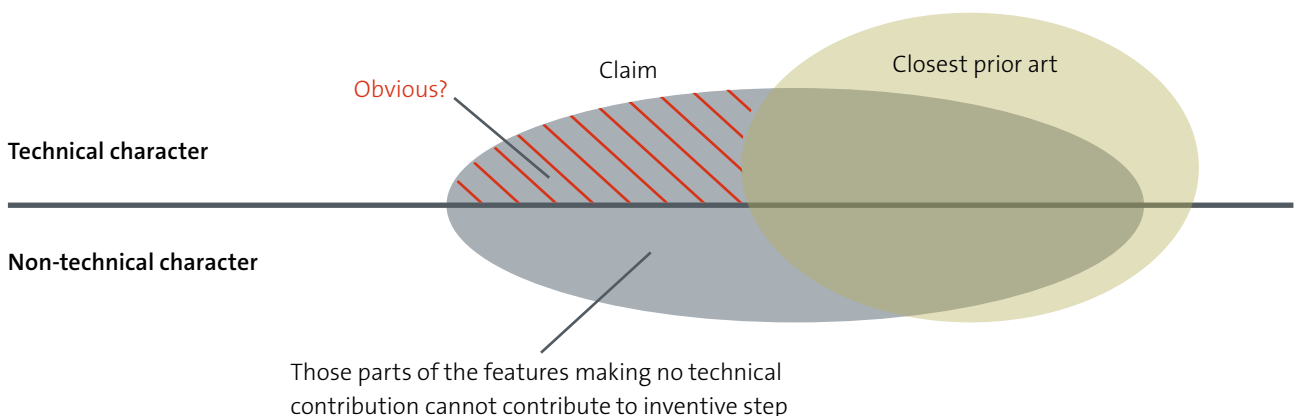 Closest prior art
Claim
Obvious?
Technical character
Non-technical character
Those parts of the features making no technical
contribution cannot contribute to inventive step